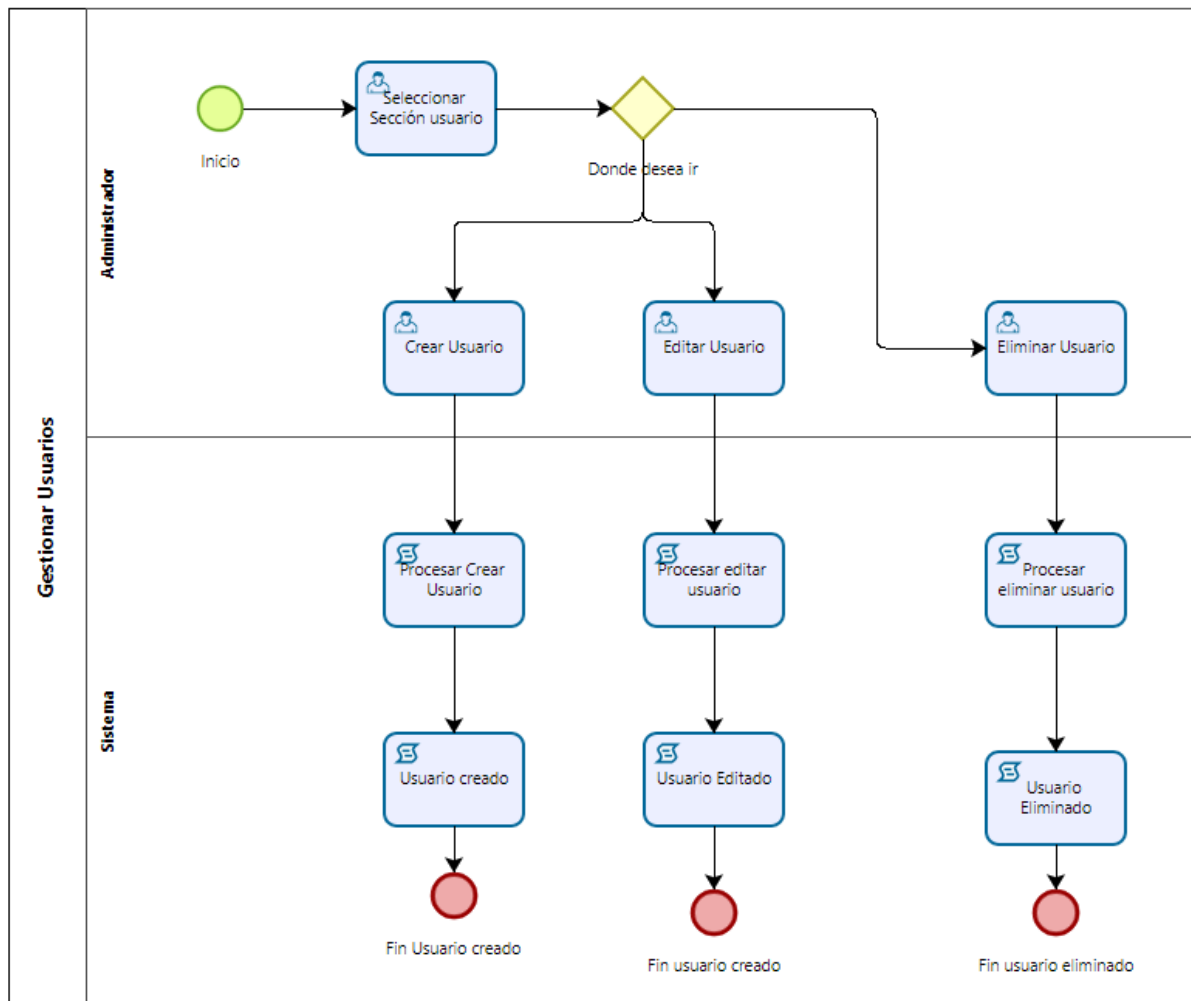 Gestionar Usuarios
Administrador
Inicio
Seleccionar
Sección usuario
Donde desea ir
Crear Usuario
Editar Usuario
Eliminar Usuario
Sistema
Procesar Crear
Usuario
Procesar editar
usuario
Procesar
eliminar usuario
Usuario creado
Usuario Editado
Usuario
Eliminado
Fin Usuario creado
Fin usuario creado
Fin usuario eliminado